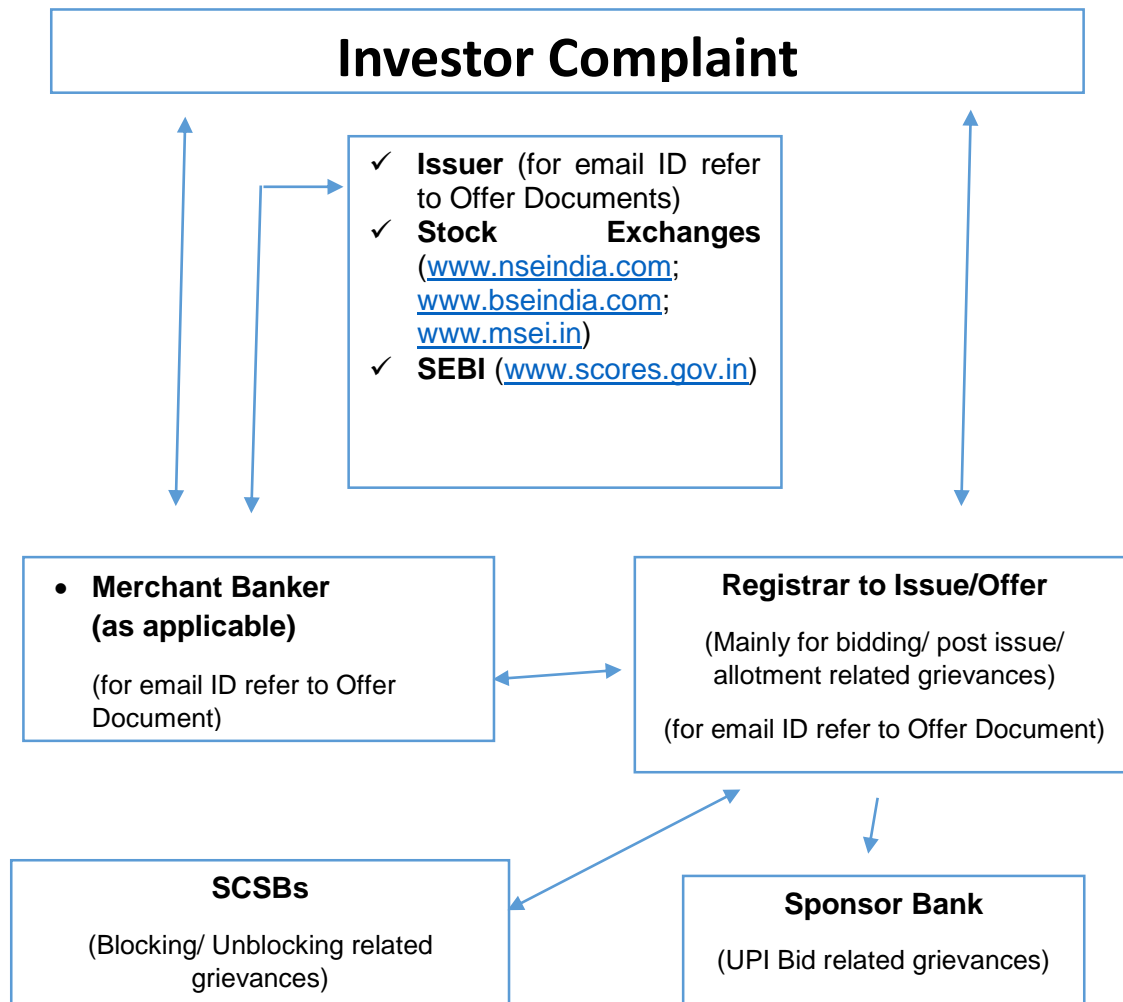 Investor Complaint
✓ Issuer (for email ID refer
to Offer Documents)
✓ Stock Exchanges
(www.nseindia.com;
www.bseindia.com;
www.msei.in)
✓ SEBI (www.scores.gov.in)
• Merchant Banker
(as applicable)
(for email ID refer to Offer
Document)
Registrar to Issue/Offer
(Mainly for bidding/ post issue/
allotment related grievances)
(for email ID refer to Offer Document)
SCSBs
(Blocking/ Unblocking related
grievances)
Sponsor Bank
(UPI Bid related grievances)